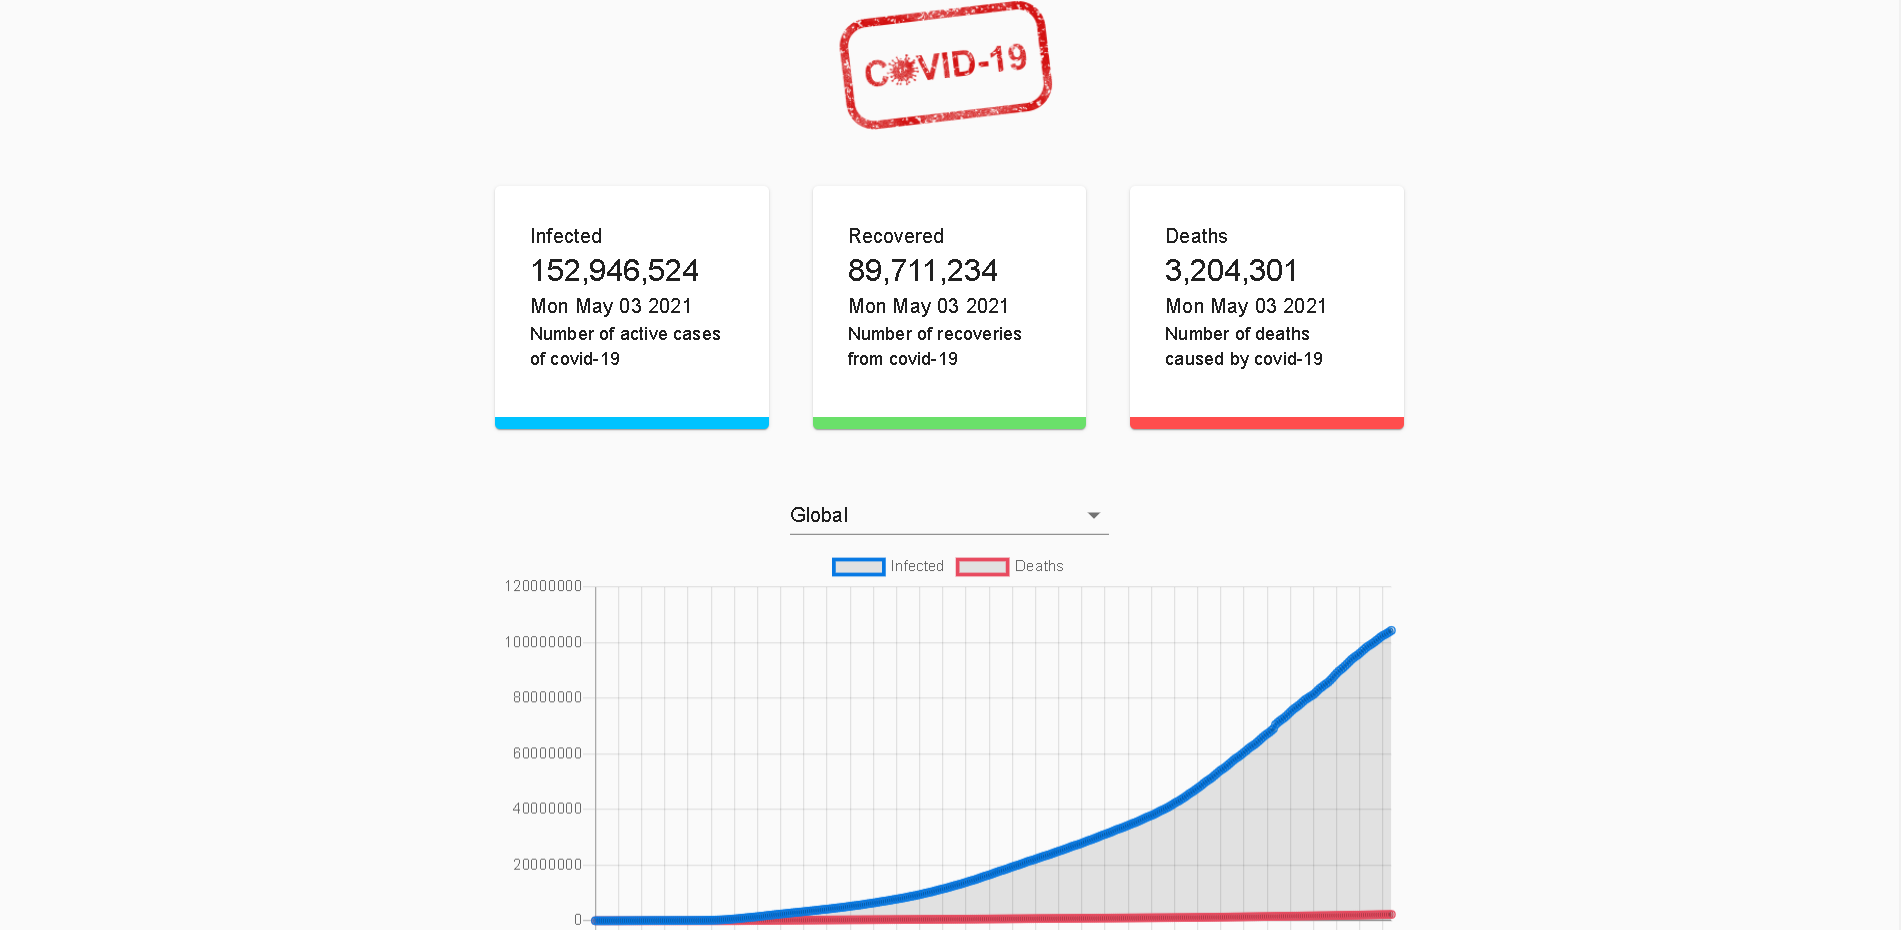 COVID-19
Infected
152,946,524
Mon May 03 2021
Number of active cases
of covid-19
Recovered
89,711,234
Mon May 03 2021
Number of recoveries
from covid-19
Deaths
3,204,301
Mon May 03 2021
Number of deaths
caused by covid-19
Global
Infected Deaths
120000000
100000000
80000000
60000000
40000000
20000000
0